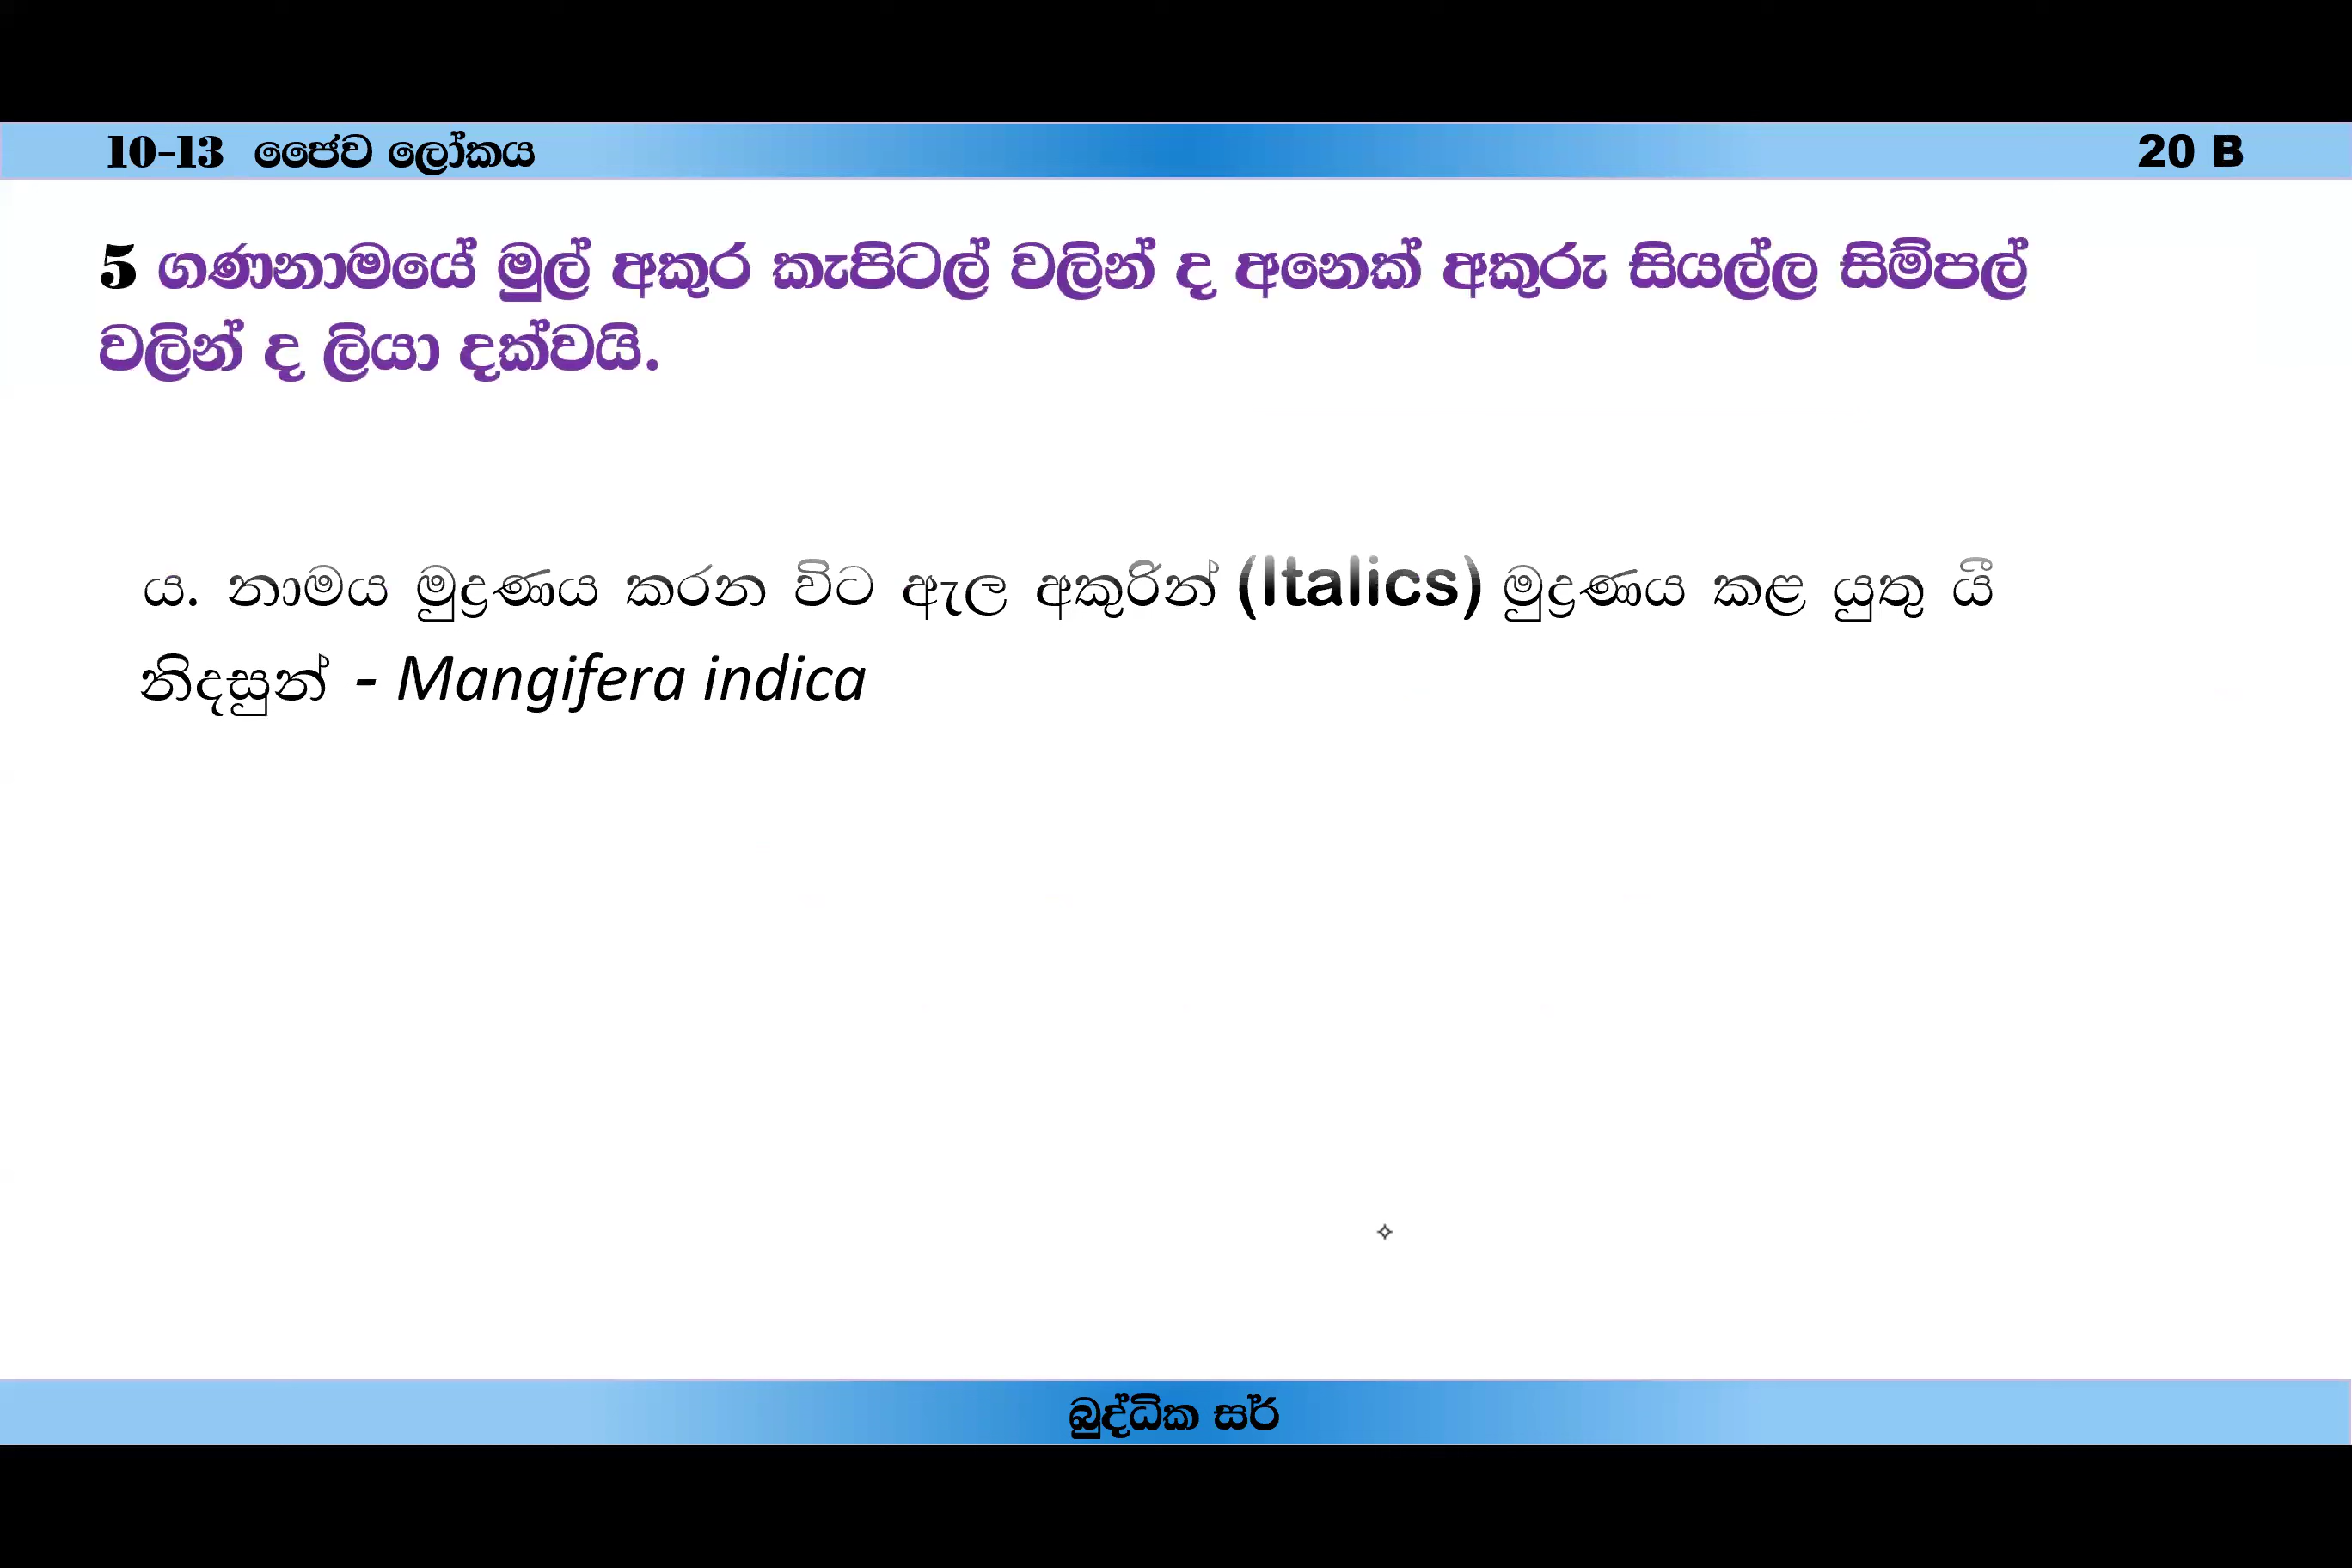 10-13 ජෛව ලෝකය
20 B
5 ගණනාමයේ මුල් අකුර කැපිටල් වලින් ද අනෙක් අකුරු සියල්ල සිම්පල්
වලින් ද ලියා දක්වයි.
ය. නාමය මුද්‍රණය කරන විට ඇල අකුරින් (Italics) මුද්‍රණය කළ යුතු යී
නිදසුන් - Mangifera indica
බුද්ධික සර්